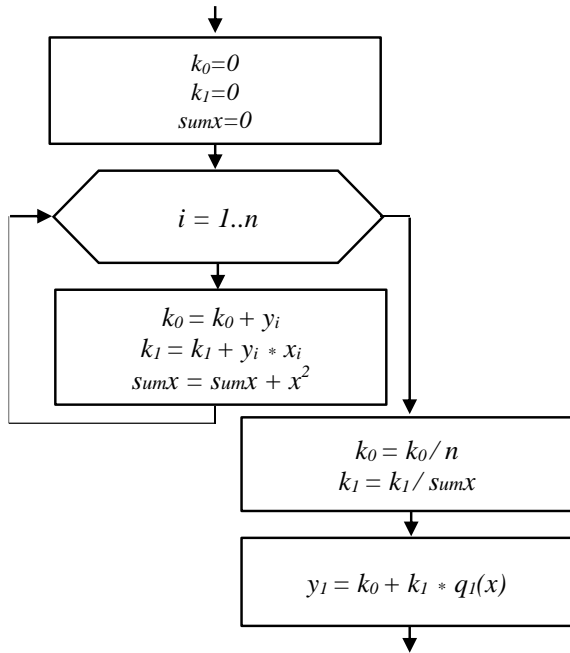 k₀=0
k₁=0
sumx=0
i = 1..n
k₀ = k₀ + yᵢ
k₁ = k₁ + yᵢ * xᵢ
sumx = sumx + x²
k₀ = k₀ / n
k₁ = k₁ / sumx
y₁ = k₀ + k₁ * q₁(x)